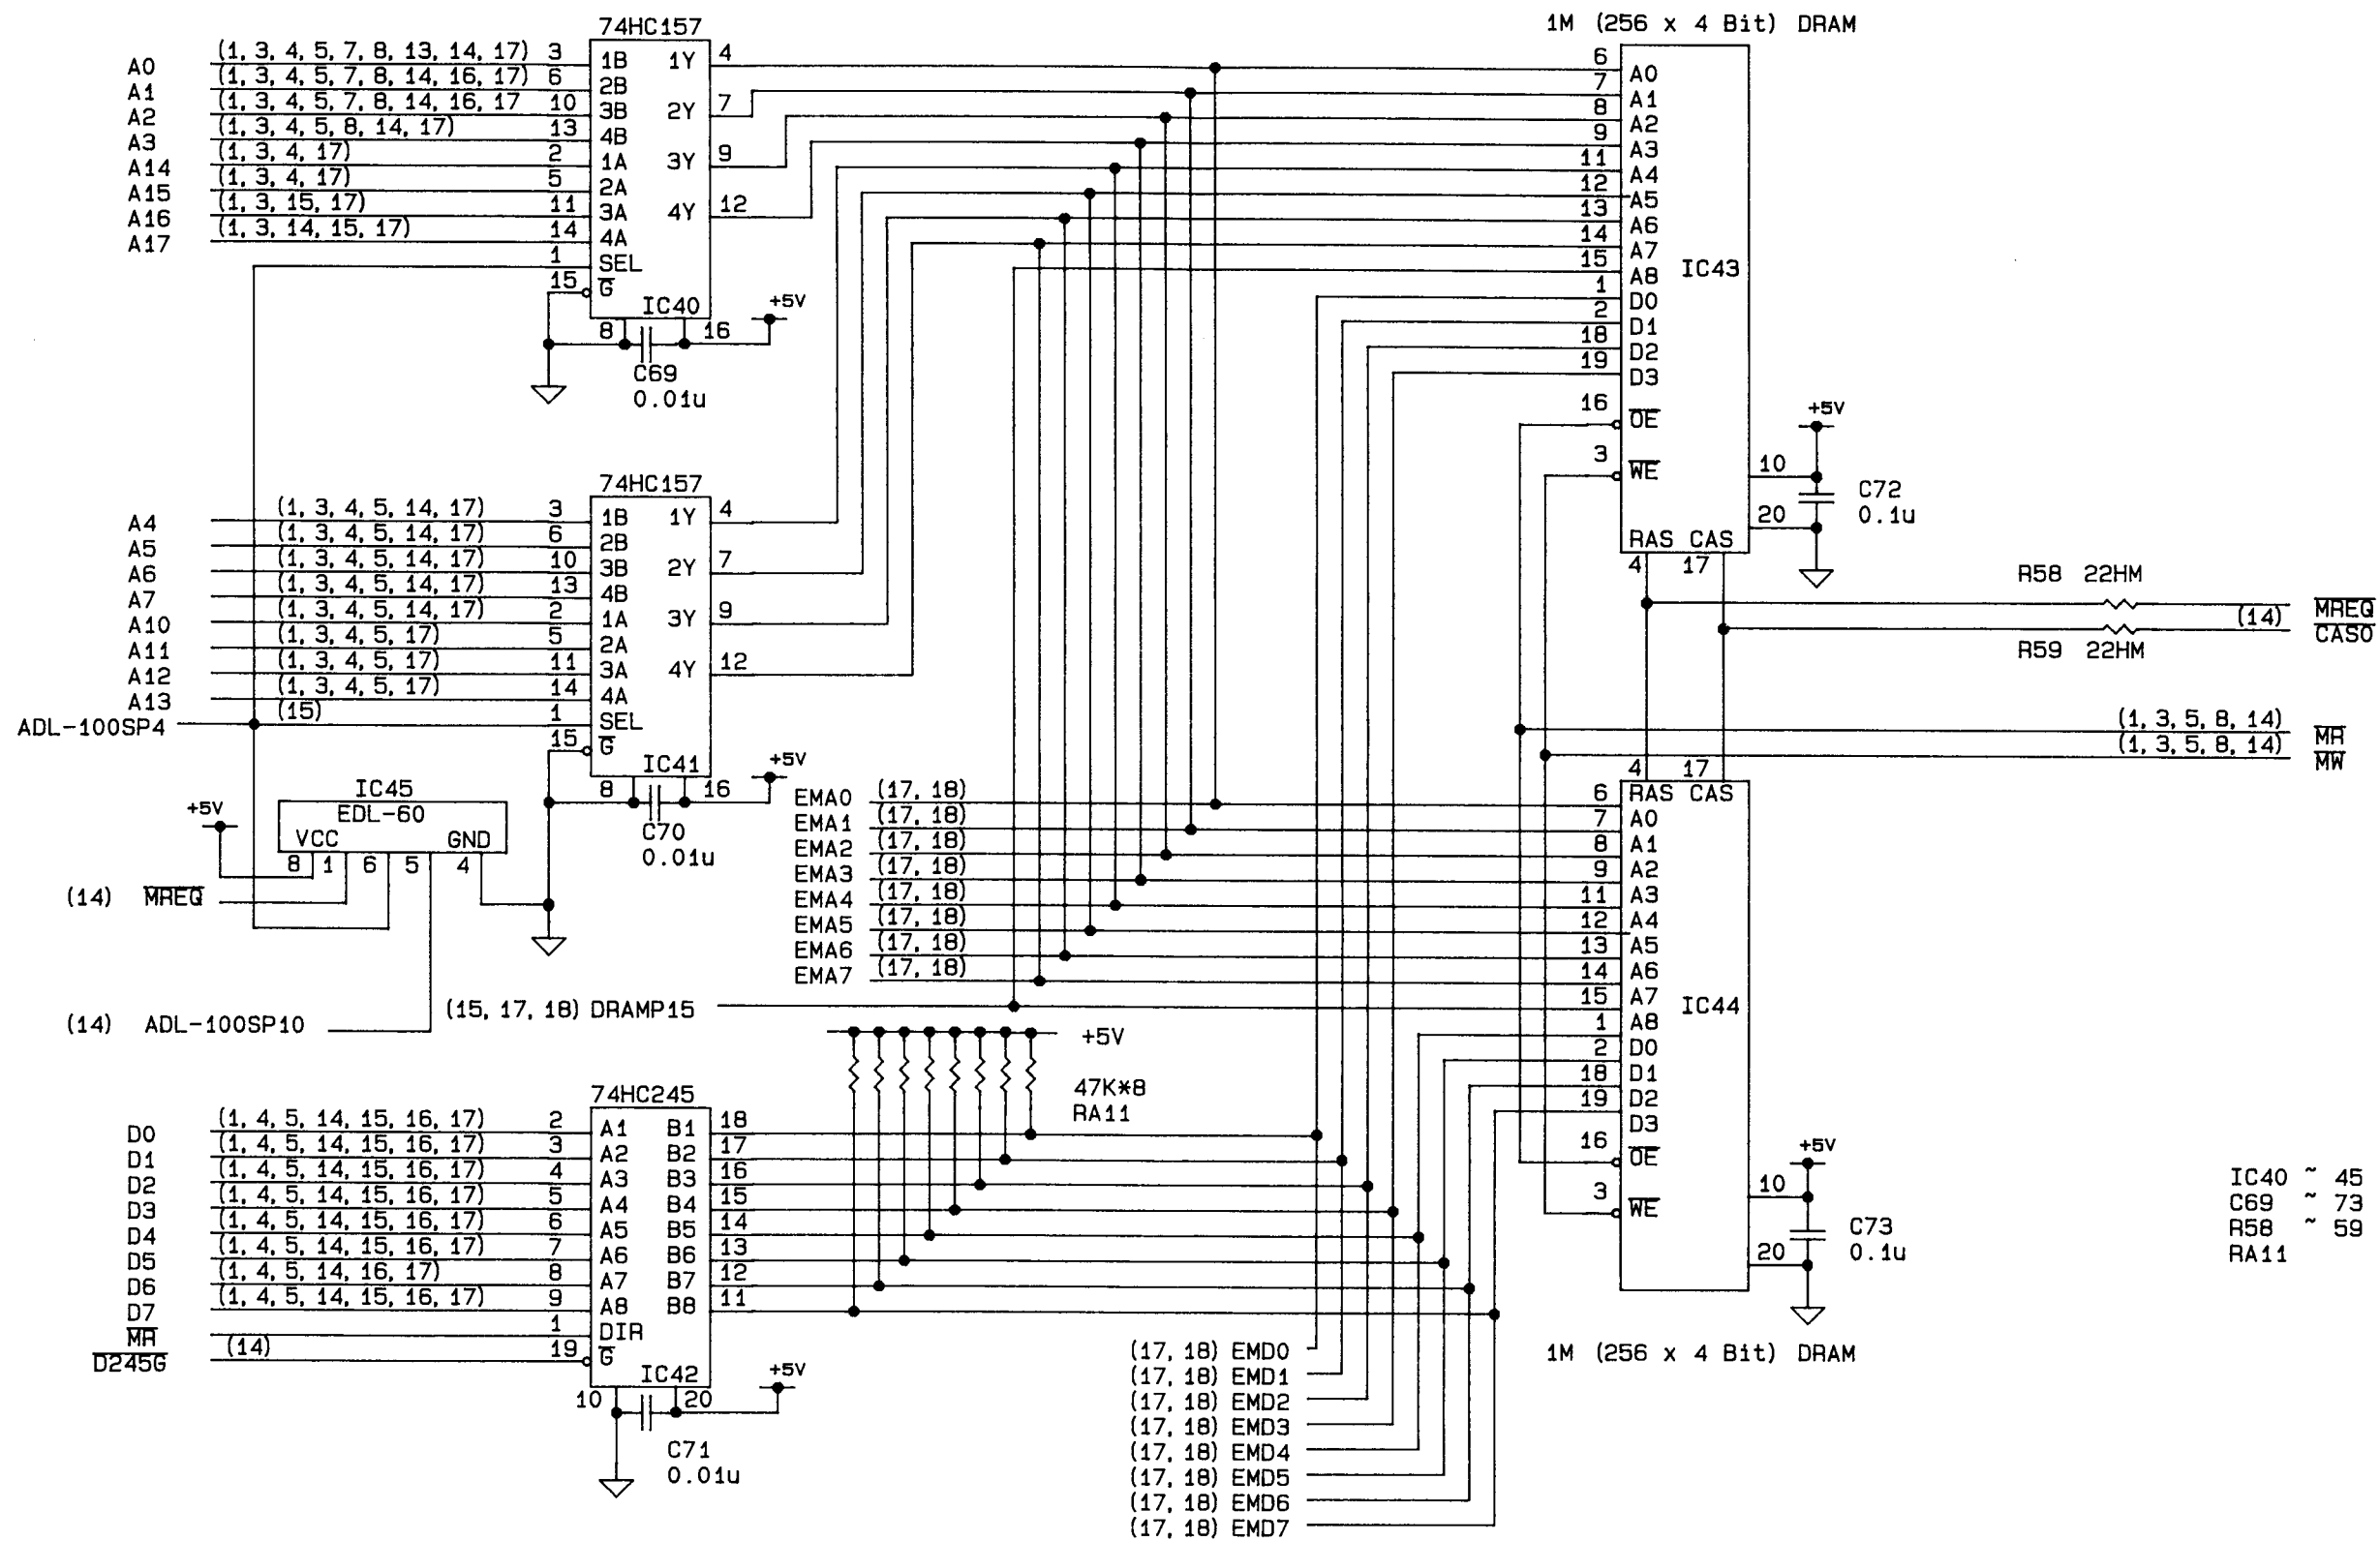 74HC157
A0 (1, 3, 4, 5, 7, 8, 13, 14, 17) 3 1B 1Y 4
A1 (1, 3, 4, 5, 7, 8, 14, 16, 17) 6 2B 2Y 7
A2 (1, 3, 4, 5, 7, 8, 14, 16, 17 10 3B 3Y 9
A3 (1, 3, 4, 5, 8, 14, 17) 13 4B 4Y 12
A14 (1, 3, 4, 17) 2 1A
A15 (1, 3, 4, 17) 5 2A
A16 (1, 3, 15, 17) 11 3A
A17 (1, 3, 14, 15, 17) 14 4A
1 SEL
15 G̅
IC40
8 16 +5V
C69
0.01u
74HC157
A4 (1, 3, 4, 5, 14, 17) 3 1B 1Y 4
A5 (1, 3, 4, 5, 14, 17) 6 2B 2Y 7
A6 (1, 3, 4, 5, 14, 17) 10 3B 3Y 9
A7 (1, 3, 4, 5, 14, 17) 13 4B 4Y 12
A10 (1, 3, 4, 5, 14, 17) 2 1A
A11 (1, 3, 4, 5, 17) 5 2A
A12 (1, 3, 4, 5, 17) 11 3A
A13 (1, 3, 4, 5, 17) 14 4A
ADL-100SP4 (15) 1 SEL
15 G̅
IC41
8 16 +5V
C70
0.01u
IC45
+5V EDL-60
VCC GND
8 1 6 5 4
(14) M̅R̅E̅Q̅
(14) ADL-100SP10
74HC245
D0 (1, 4, 5, 14, 15, 16, 17) 2 A1 B1 18
D1 (1, 4, 5, 14, 15, 16, 17) 3 A2 B2 17
D2 (1, 4, 5, 14, 15, 16, 17) 4 A3 B3 16
D3 (1, 4, 5, 14, 15, 16, 17) 5 A4 B4 15
D4 (1, 4, 5, 14, 15, 16, 17) 6 A5 B5 14
D5 (1, 4, 5, 14, 15, 16, 17) 7 A6 B6 13
D6 (1, 4, 5, 14, 16, 17) 8 A7 B7 12
D7 (1, 4, 5, 14, 15, 16, 17) 9 A8 B8 11
M̅R̅ 1 DIR
D̅2̅4̅5̅G̅ (14) 19 G̅
IC42
10 20 +5V
C71
0.01u
+5V
47K*8
RA11
EMA0 (17, 18)
EMA1 (17, 18)
EMA2 (17, 18)
EMA3 (17, 18)
EMA4 (17, 18)
EMA5 (17, 18)
EMA6 (17, 18)
EMA7 (17, 18)
(15, 17, 18) DRAMP15
(17, 18) EMD0
(17, 18) EMD1
(17, 18) EMD2
(17, 18) EMD3
(17, 18) EMD4
(17, 18) EMD5
(17, 18) EMD6
(17, 18) EMD7
1M (256 x 4 Bit) DRAM
6 A0
7 A1
8 A2
9 A3
11 A4
12 A5
13 A6
14 A7
15 A8
1 D0
2 D1
18 D2
19 D3
16 O̅E̅
3 W̅E̅
IC43
+5V
10
20
C72
0.1u
RAS CAS
4 17
R58 22HM
M̅R̅E̅Q̅
(14)
C̅A̅S̅0̅
R59 22HM
(1, 3, 5, 8, 14) M̅R̅
(1, 3, 5, 8, 14) M̅W̅
4 17
RAS CAS
6 A0
7 A1
8 A2
9 A3
11 A4
12 A5
13 A6
14 A7
15 A8
1 D0
2 D1
18 D2
19 D3
16 O̅E̅
3 W̅E̅
IC44
+5V
10
20
C73
0.1u
1M (256 x 4 Bit) DRAM
IC40 ~ 45
C69 ~ 73
R58 ~ 59
RA11